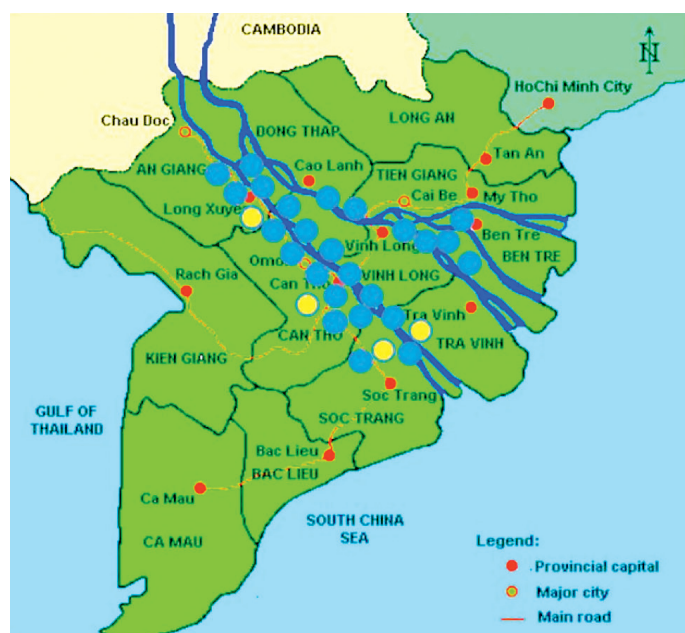 CAMBODIA
N
HoChi Minh City
LONG AN
Chau Doc
DONG THAP
Tan An
AN GIANG
Cao Lanh
TIEN GIANG
Cai Be
My Tho
Long Xuye
Ben Tre
Vinh Long
BEN TRE
Omo
Rach Gia
Can Tho
VINH LONG
Tra Vinh
CAN THO
TRA VINH
KIEN GIANG
Soc Trang
GULF OF
THAILAND
SOC TRANG
Bac Lieu
BAC LIEU
Ca Mau
SOUTH CHINA
SEA
CA MAU
Legend:
Provincial capital
Major city
Main road